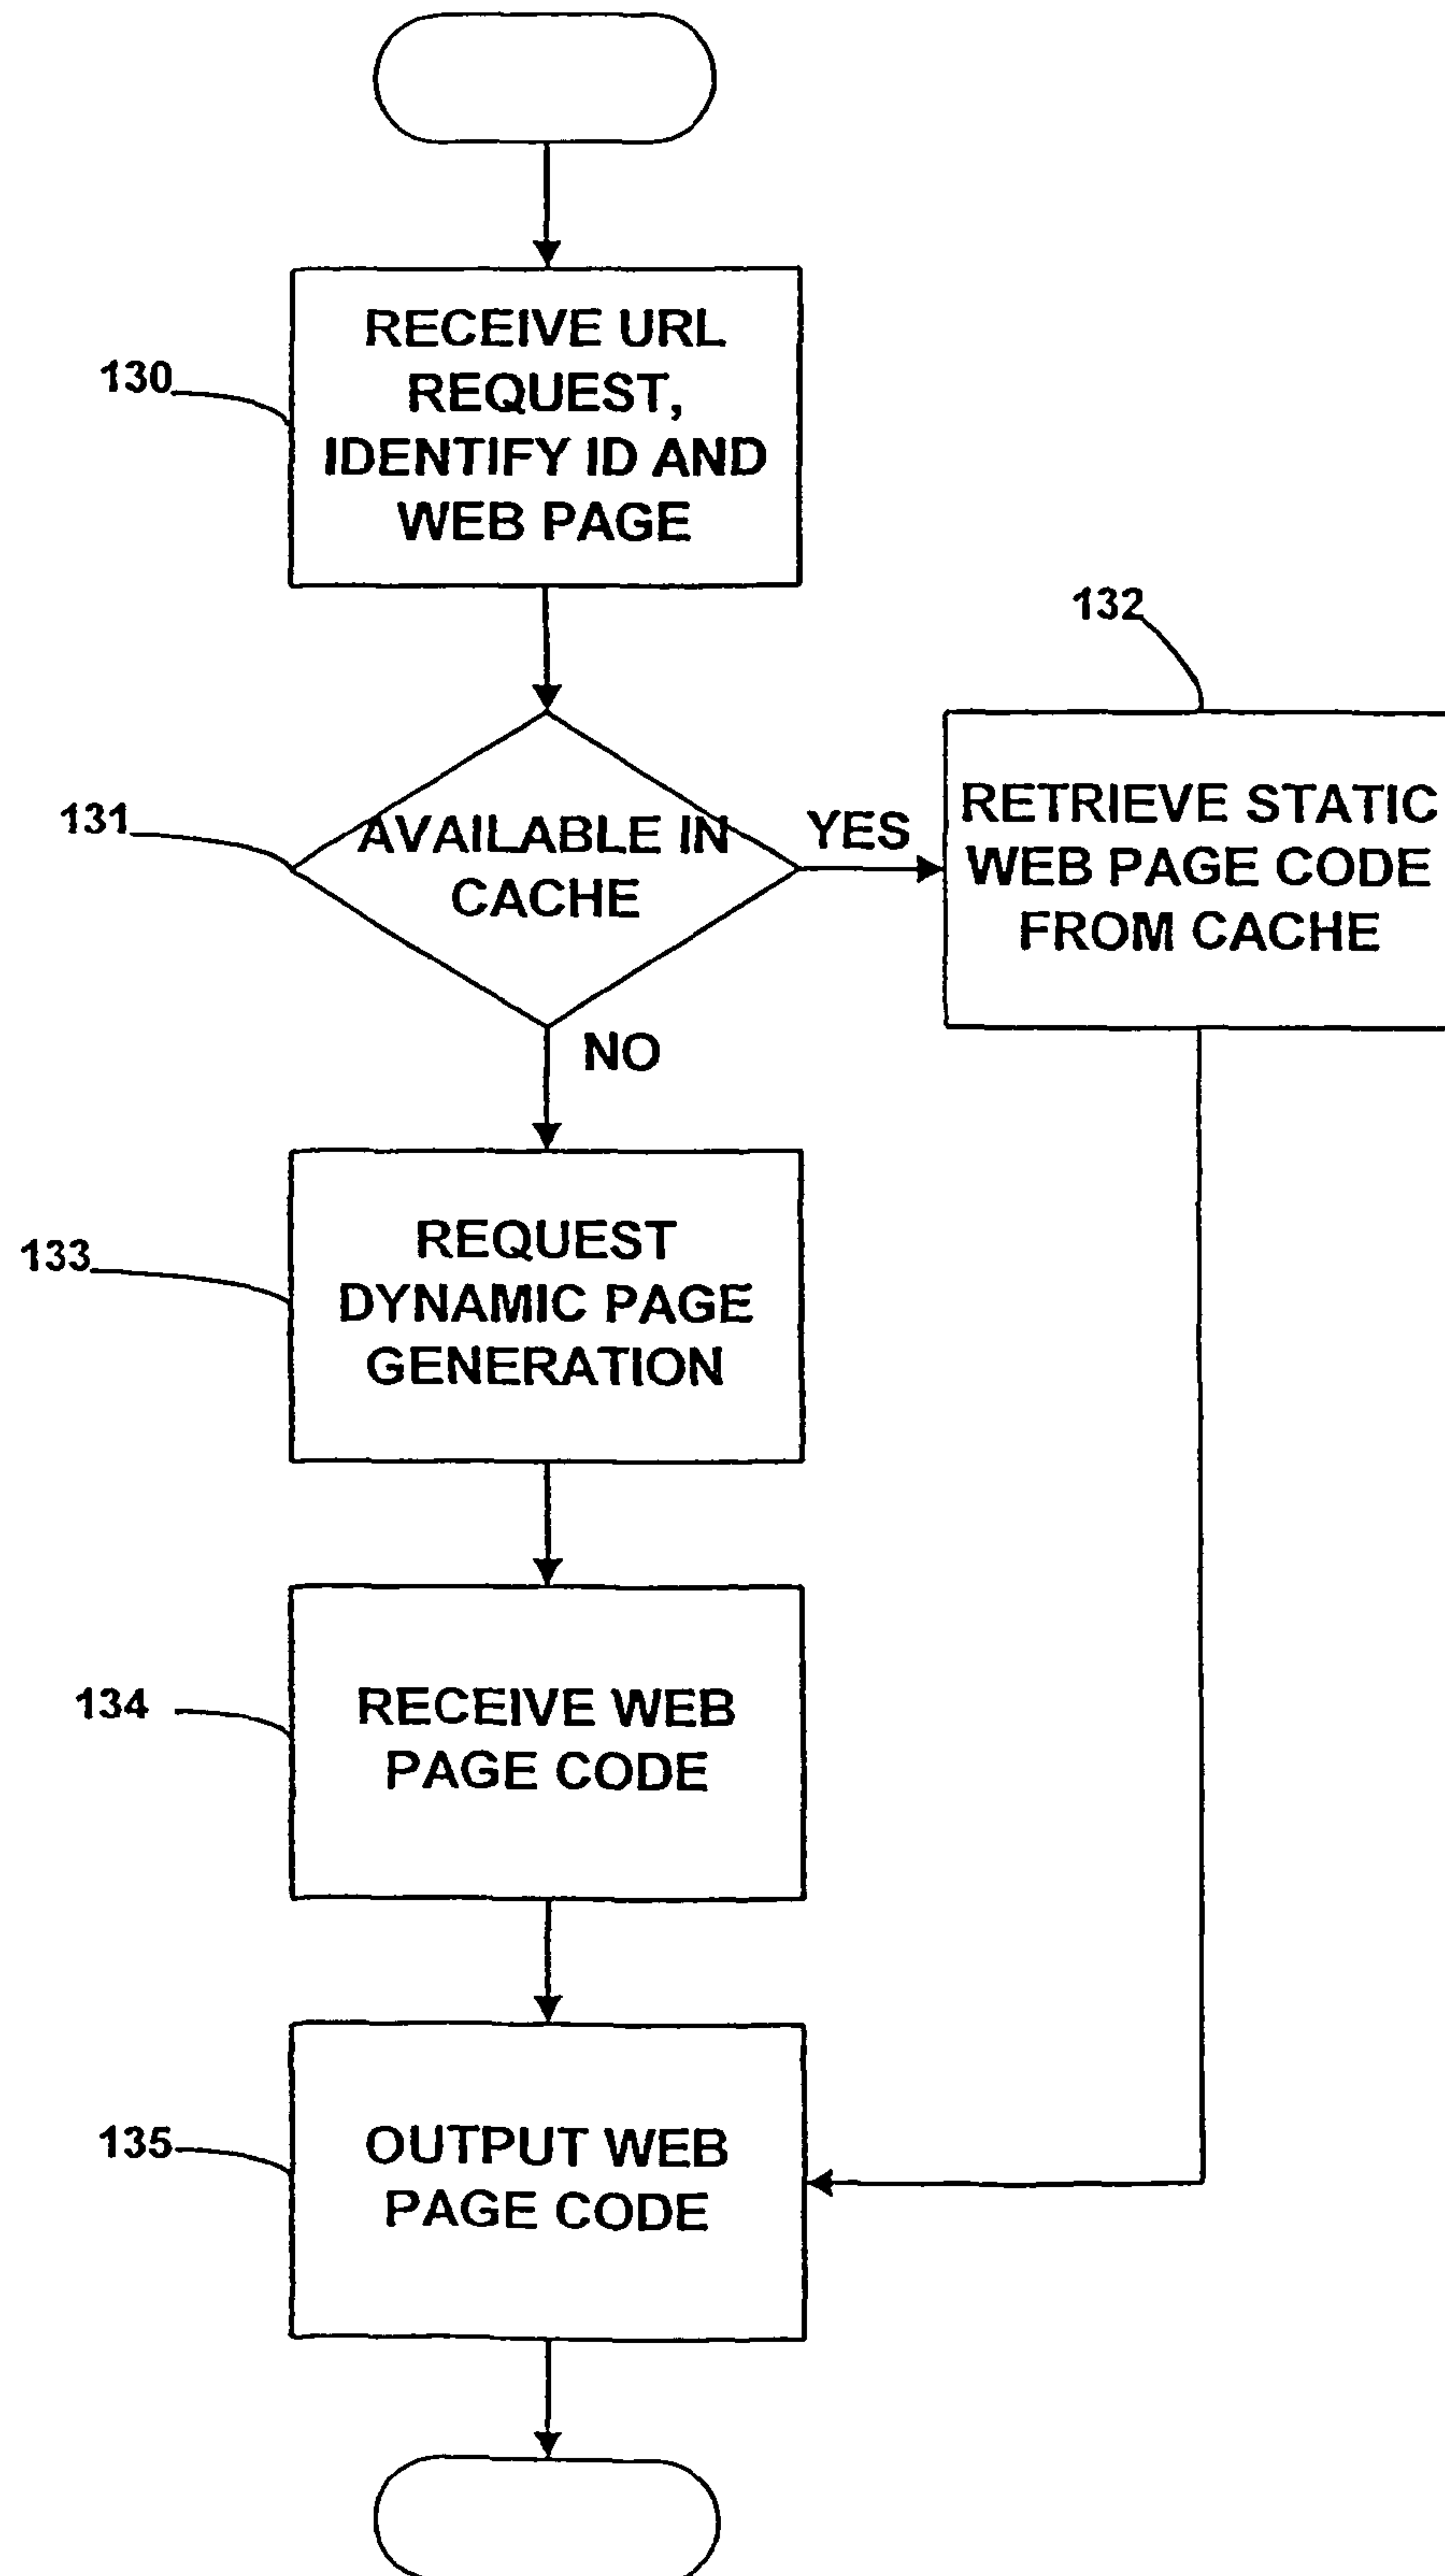 130
RECEIVE URL
REQUEST,
IDENTIFY ID AND
WEB PAGE
131
AVAILABLE IN
CACHE
YES
132
RETRIEVE STATIC
WEB PAGE CODE
FROM CACHE
NO
133
REQUEST
DYNAMIC PAGE
GENERATION
134
RECEIVE WEB
PAGE CODE
135
OUTPUT WEB
PAGE CODE